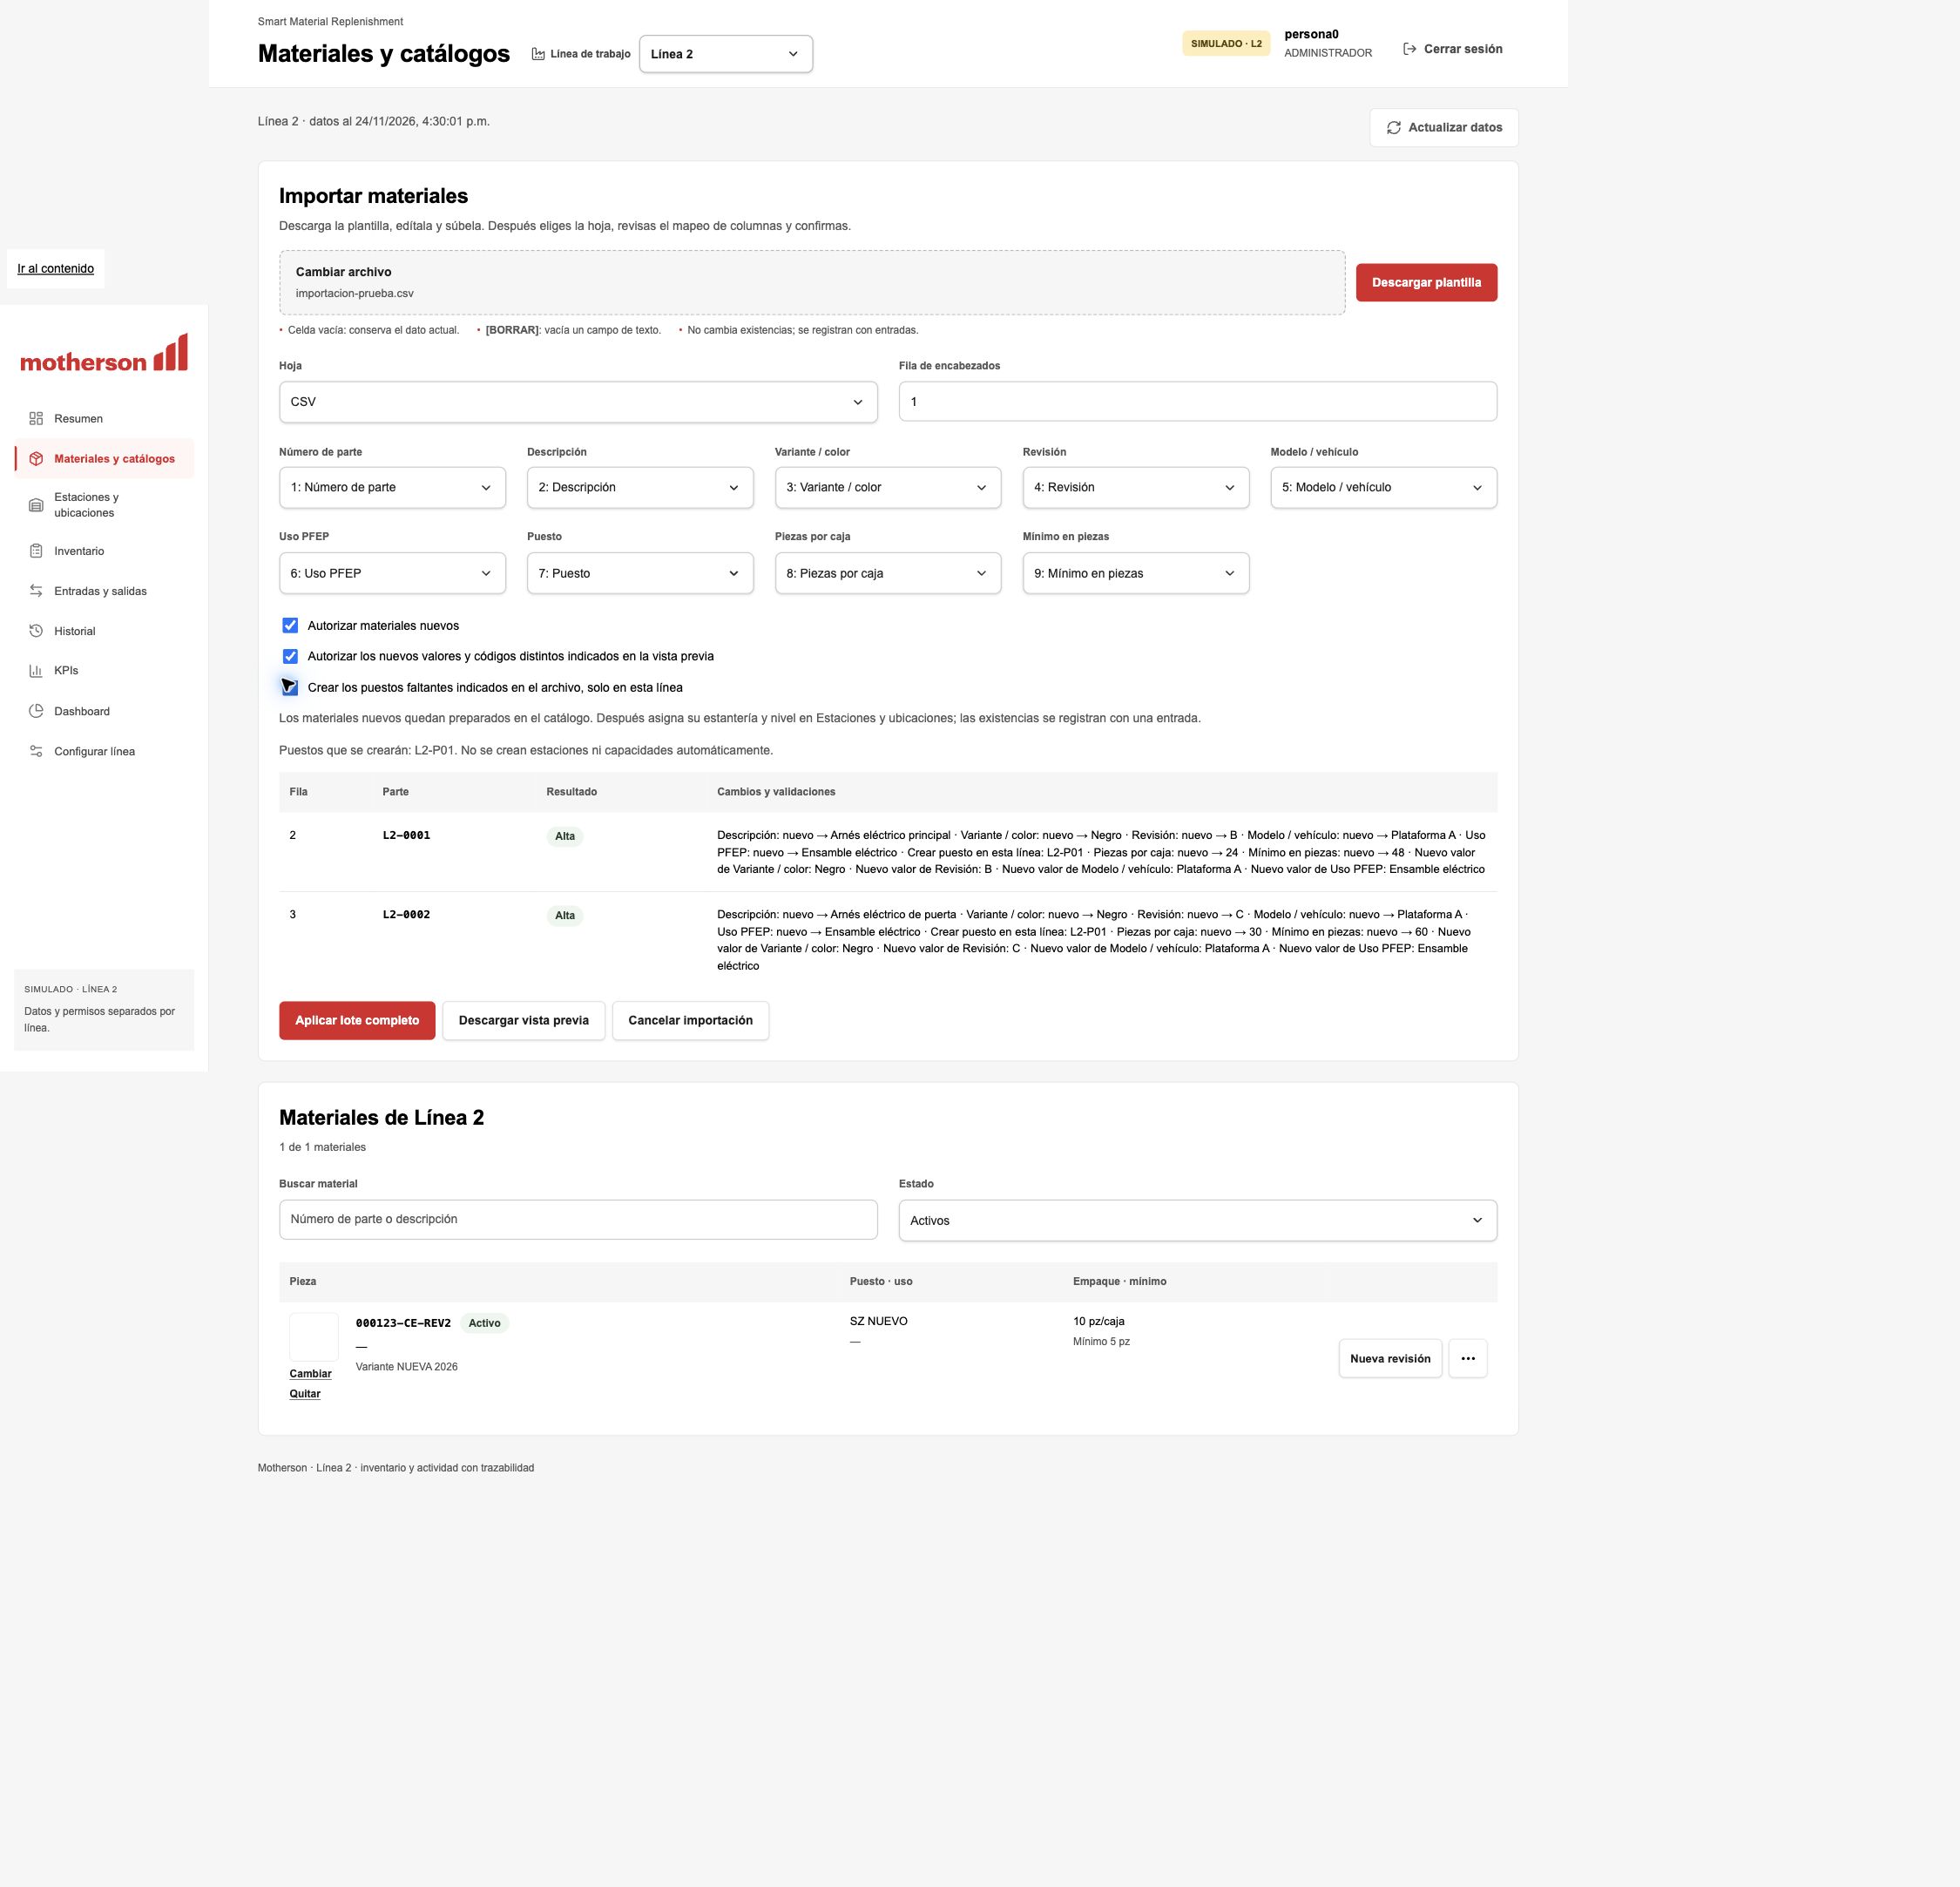 Smart Material Replenishment
Materiales y catálogos
Línea de trabajo
Línea 2
SIMULADO · L2
persona0
ADMINISTRADOR
Cerrar sesión
Línea 2 · datos al 24/11/2026, 4:30:01 p.m.
Actualizar datos
Ir al contenido
motherson
Resumen
Materiales y catálogos
Estaciones y
ubicaciones
Inventario
Entradas y salidas
Historial
KPIs
Dashboard
Configurar línea
SIMULADO · LÍNEA 2
Datos y permisos separados por
línea.
Importar materiales
Descarga la plantilla, edítala y súbela. Después eliges la hoja, revisas el mapeo de columnas y confirmas.
Cambiar archivo
importacion-prueba.csv
Descargar plantilla
• Celda vacía: conserva el dato actual. • [BORRAR]: vacía un campo de texto. • No cambia existencias; se registran con entradas.
Hoja
CSV
Fila de encabezados
1
Número de parte
1: Número de parte
Descripción
2: Descripción
Variante / color
3: Variante / color
Revisión
4: Revisión
Modelo / vehículo
5: Modelo / vehículo
Uso PFEP
6: Uso PFEP
Puesto
7: Puesto
Piezas por caja
8: Piezas por caja
Mínimo en piezas
9: Mínimo en piezas
Autorizar materiales nuevos
Autorizar los nuevos valores y códigos distintos indicados en la vista previa
Crear los puestos faltantes indicados en el archivo, solo en esta línea
Los materiales nuevos quedan preparados en el catálogo. Después asigna su estantería y nivel en Estaciones y ubicaciones; las existencias se registran con una entrada.
Puestos que se crearán: L2-P01. No se crean estaciones ni capacidades automáticamente.
Fila Parte Resultado Cambios y validaciones
2 L2-0001 Alta
Descripción: nuevo → Arnés eléctrico principal · Variante / color: nuevo → Negro · Revisión: nuevo → B · Modelo / vehículo: nuevo → Plataforma A · Uso
PFEP: nuevo → Ensamble eléctrico · Crear puesto en esta línea: L2-P01 · Piezas por caja: nuevo → 24 · Mínimo en piezas: nuevo → 48 · Nuevo valor
de Variante / color: Negro · Nuevo valor de Revisión: B · Nuevo valor de Modelo / vehículo: Plataforma A · Nuevo valor de Uso PFEP: Ensamble eléctrico
3 L2-0002 Alta
Descripción: nuevo → Arnés eléctrico de puerta · Variante / color: nuevo → Negro · Revisión: nuevo → C · Modelo / vehículo: nuevo → Plataforma A ·
Uso PFEP: nuevo → Ensamble eléctrico · Crear puesto en esta línea: L2-P01 · Piezas por caja: nuevo → 30 · Mínimo en piezas: nuevo → 60 · Nuevo
valor de Variante / color: Negro · Nuevo valor de Revisión: C · Nuevo valor de Modelo / vehículo: Plataforma A · Nuevo valor de Uso PFEP: Ensamble
eléctrico
Aplicar lote completo
Descargar vista previa
Cancelar importación
Materiales de Línea 2
1 de 1 materiales
Buscar material
Número de parte o descripción
Estado
Activos
Pieza Puesto · uso Empaque · mínimo
000123-CE-REV2 Activo
—
Variante NUEVA 2026
Cambiar
Quitar
SZ NUEVO
—
10 pz/caja
Mínimo 5 pz
Nueva revisión
Motherson · Línea 2 · inventario y actividad con trazabilidad